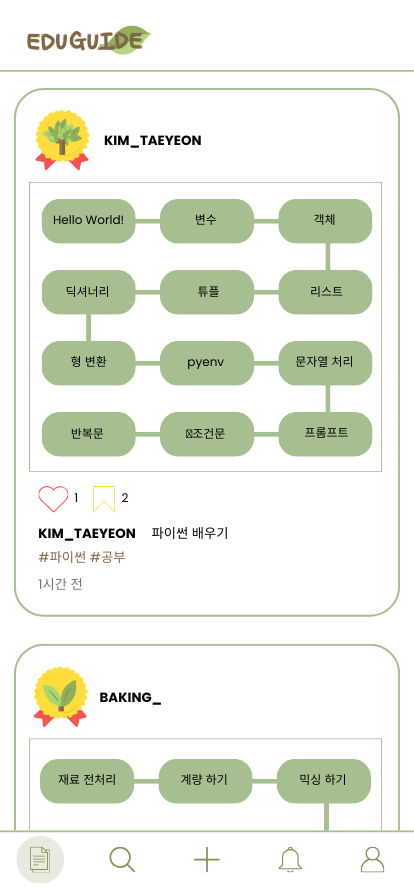 EDUGUIDE
KIM_TAEYEON
Hello World! 변수 객체
딕셔너리 튜플 리스트
형 변환 pyenv 문자열 처리
반복문 조건문 프롬프트
1 2
KIM_TAEYEON 파이썬 배우기
#파이썬 #공부
1시간 전
BAKING_
재료 전처리 계량 하기 믹싱 하기